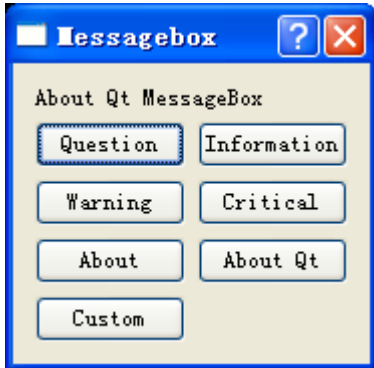 Messagebox
About Qt MessageBox
Question Information
Warning Critical
About About Qt
Custom